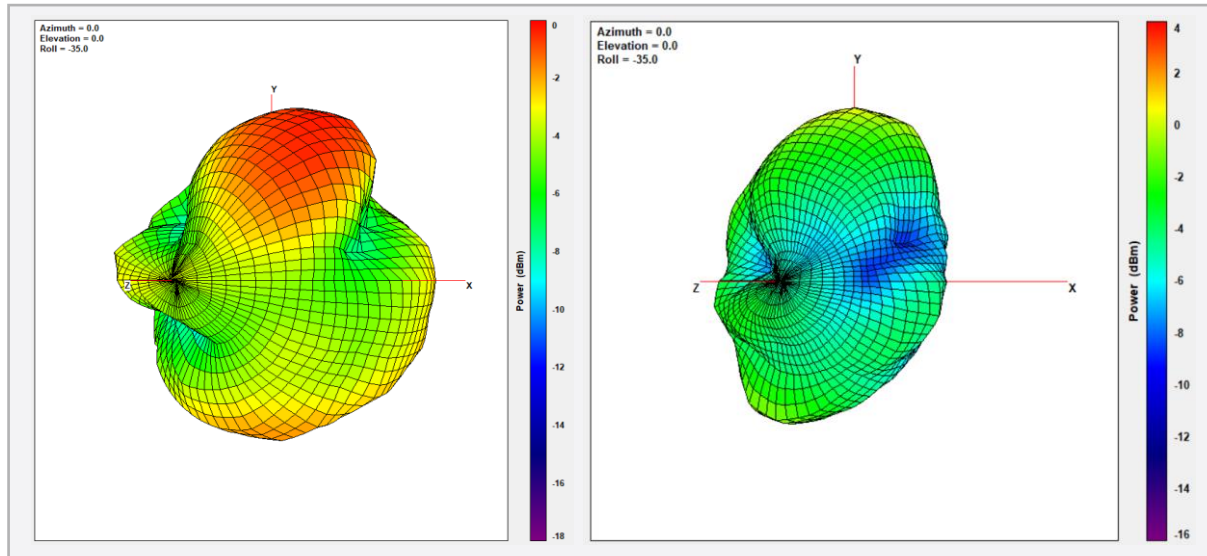 Azimuth = 0.0
Elevation = 0.0
Roll = -35.0
Y
Z
X
0
-2
-4
-6
-8
-10
-12
-14
-16
-18
Power (dBm)
Azimuth = 0.0
Elevation = 0.0
Roll = -35.0
Y
Z
X
4
2
0
-2
-4
-6
-8
-10
-12
-14
-16
Power (dBm)